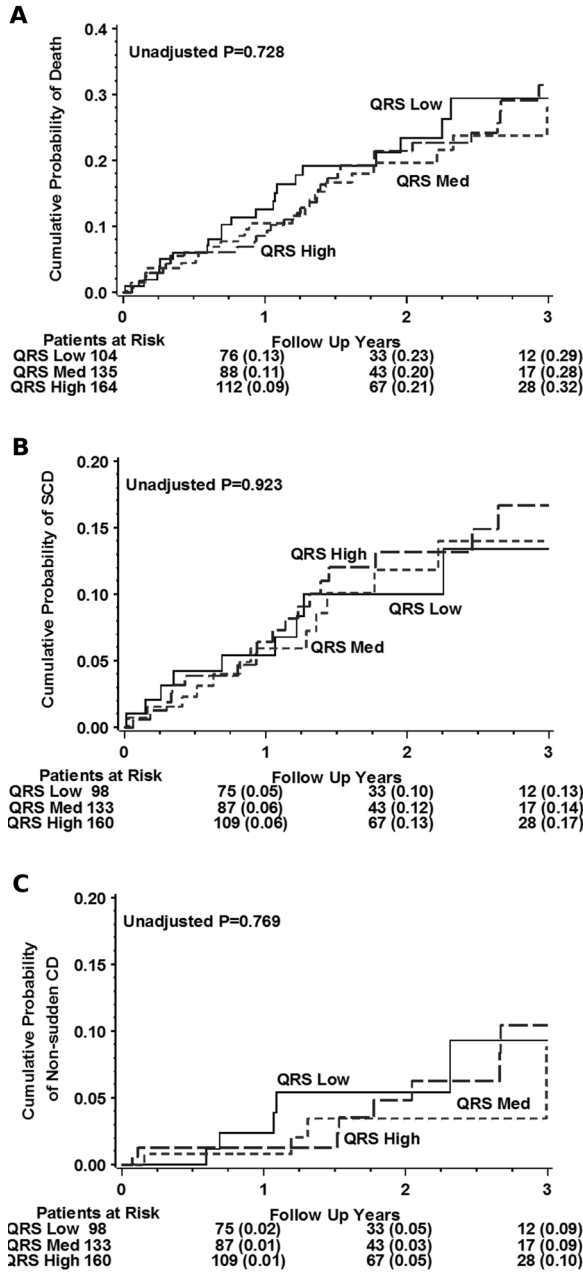 A
Cumulative Probability of Death
0.4
0.3
0.2
0.1
0.0
Unadjusted P=0.728
QRS Low
QRS Med
QRS High
0 1 2 3
Patients at Risk Follow Up Years
QRS Low 104 76 (0.13) 33 (0.23) 12 (0.29)
QRS Med 135 88 (0.11) 43 (0.20) 17 (0.28)
QRS High 164 112 (0.09) 67 (0.21) 28 (0.32)
B
Cumulative Probability of SCD
0.20
0.15
0.10
0.05
0.00
Unadjusted P=0.923
QRS High
QRS Low
QRS Med
0 1 2 3
Patients at Risk Follow Up Years
QRS Low 98 75 (0.05) 33 (0.10) 12 (0.13)
QRS Med 133 87 (0.06) 43 (0.12) 17 (0.14)
QRS High 160 109 (0.06) 67 (0.13) 28 (0.17)
C
Cumulative Probability
of Non-sudden CD
0.20
0.15
0.10
0.05
0.00
Unadjusted P=0.769
QRS Low
QRS Med
QRS High
0 1 2 3
Patients at Risk Follow Up Years
QRS Low 98 75 (0.02) 33 (0.05) 12 (0.09)
QRS Med 133 87 (0.01) 43 (0.03) 17 (0.09)
QRS High 160 109 (0.01) 67 (0.05) 28 (0.10)